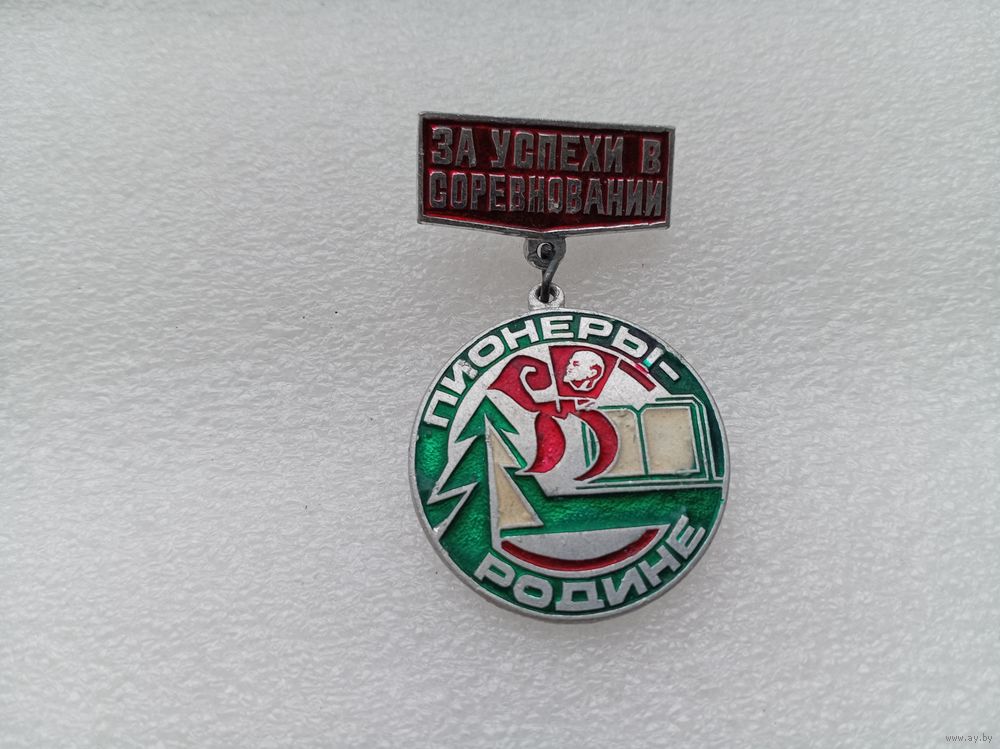 ЗА УСПЕХИ В
СОРЕВНОВАНИИ
ПИОНЕРЫ-
РОДИНЕ
www.ay.by